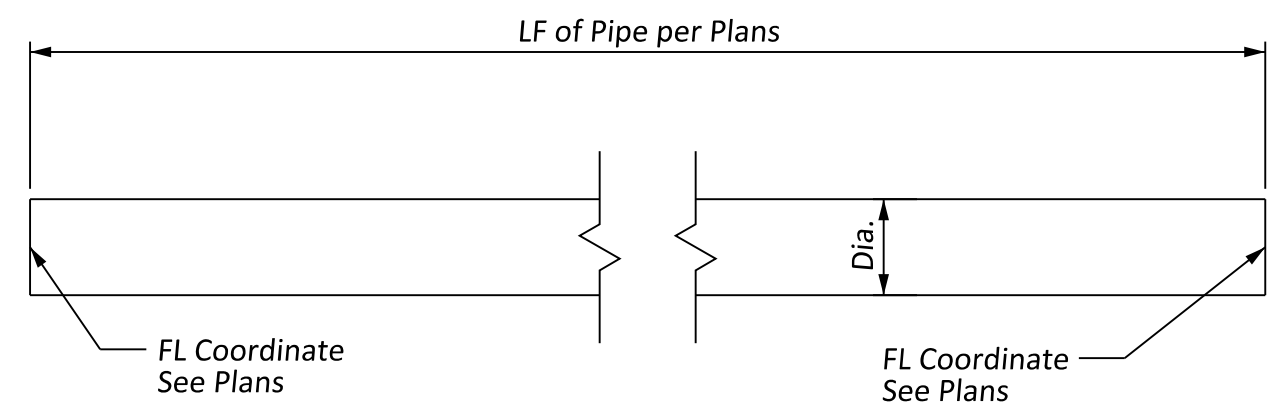 LF of Pipe per Plans
Dia.
FL Coordinate
See Plans
FL Coordinate
See Plans